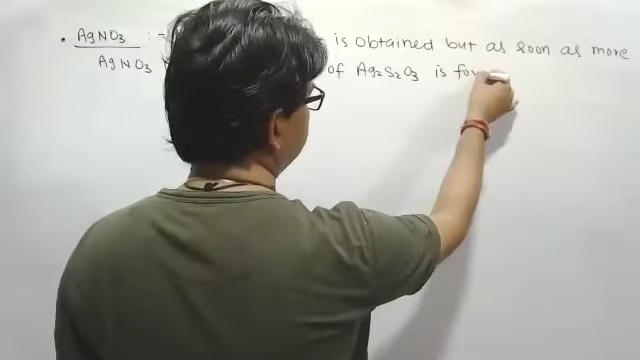 • AgNO3 : is obtained but as soon as more
AgNO3 of Ag2S2O3 is for